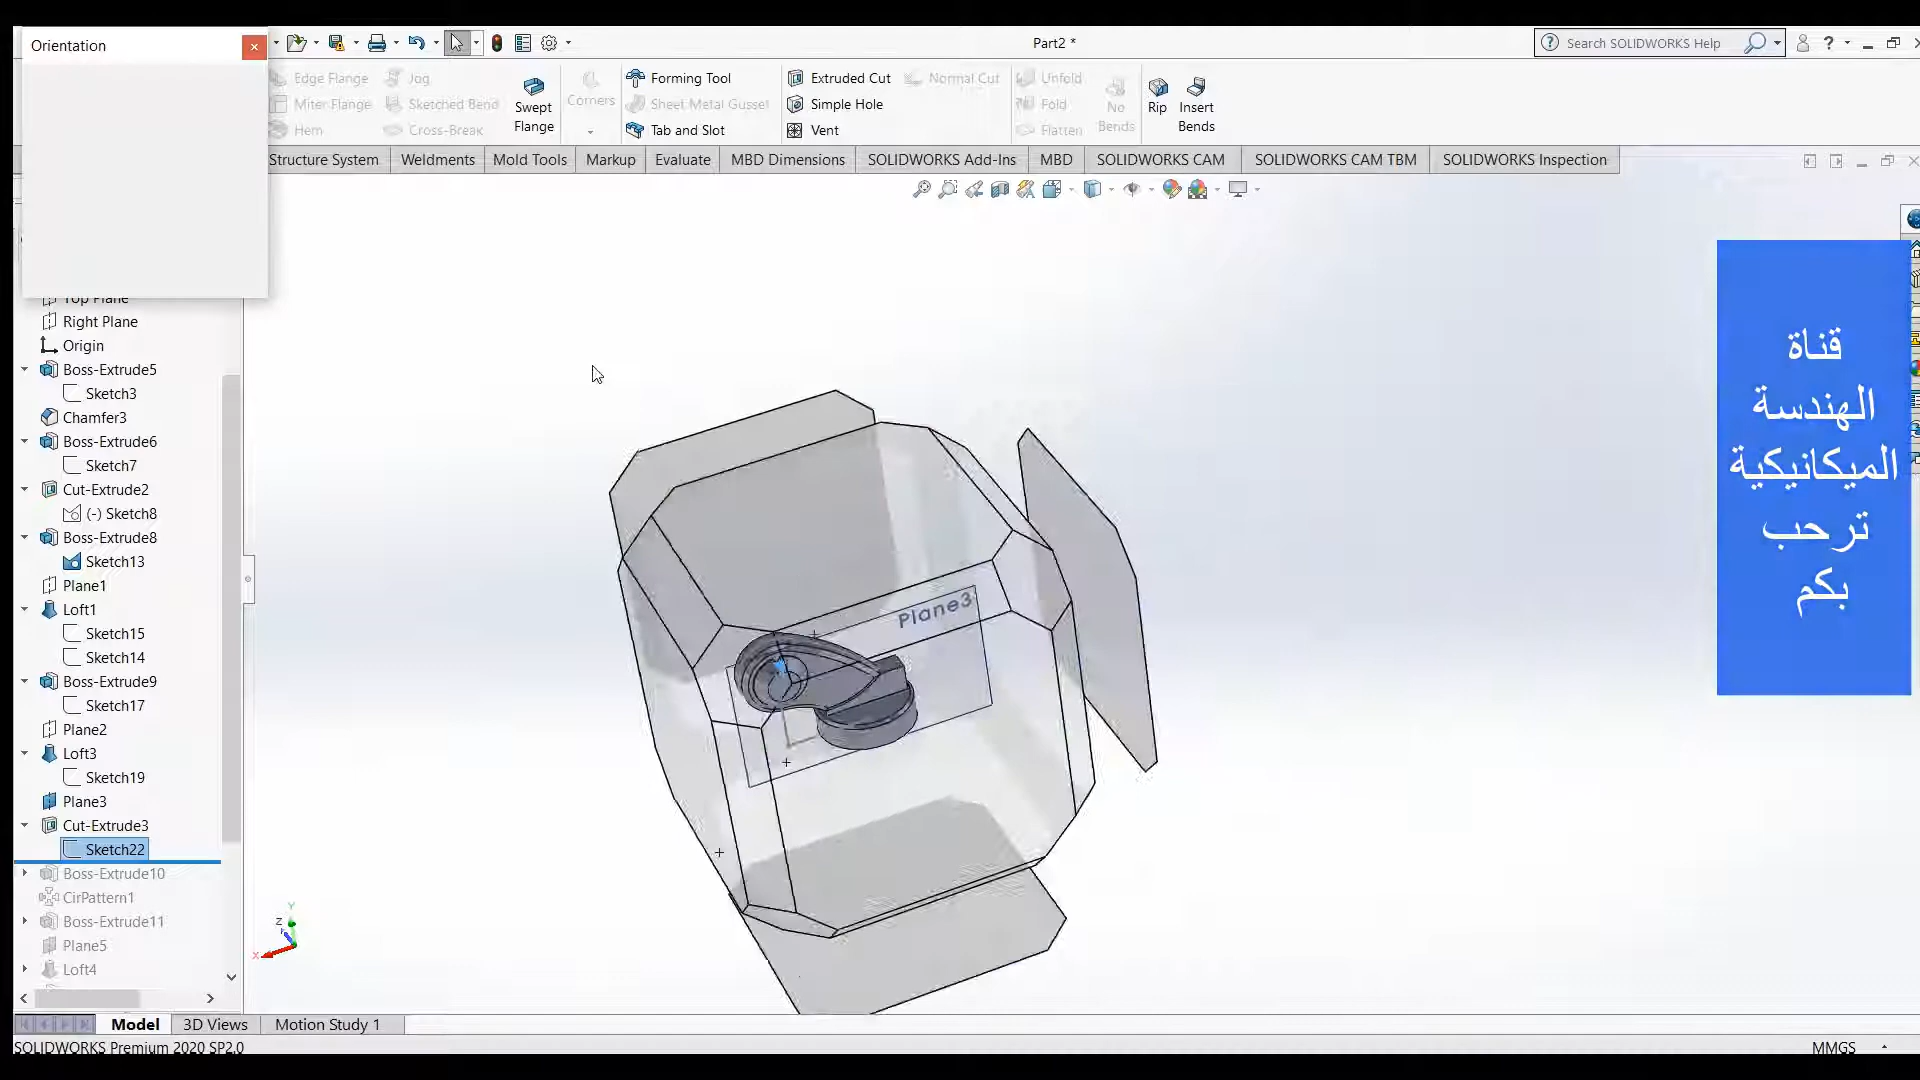 Orientation
Part2 *
Search SOLIDWORKS Help
Edge Flange
Jog
Miter Flange
Sketched Bend
Hem
Cross-Break
Swept
Flange
Corners
Forming Tool
Sheet Metal Gusset
Tab and Slot
Extruded Cut
Normal Cut
Simple Hole
Vent
Unfold
Fold
Flatten
No
Bends
Rip
Insert
Bends
Structure System
Weldments
Mold Tools
Markup
Evaluate
MBD Dimensions
SOLIDWORKS Add-Ins
MBD
SOLIDWORKS CAM
SOLIDWORKS CAM TBM
SOLIDWORKS Inspection
Top Plane
Right Plane
Origin
Boss-Extrude5
Sketch3
Chamfer3
Boss-Extrude6
Sketch7
Cut-Extrude2
(-) Sketch8
Boss-Extrude8
Sketch13
Plane1
Loft1
Sketch15
Sketch14
Boss-Extrude9
Sketch17
Plane2
Loft3
Sketch19
Plane3
Cut-Extrude3
Sketch22
Boss-Extrude10
CirPattern1
Boss-Extrude11
Plane5
Loft4
Plane3
Y
Z
X
قناة
الهندسة
الميكانيكية
ترحب
بكم
Model
3D Views
Motion Study 1
SOLIDWORKS Premium 2020 SP2.0
MMGS